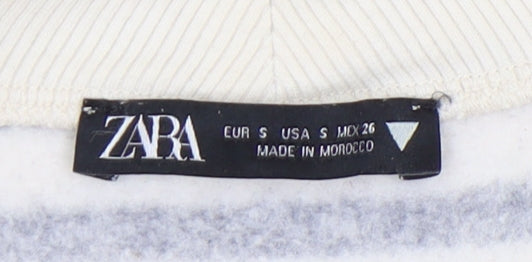 ZARA
EUR S USA S MEX 26
MADE IN MOROCCO